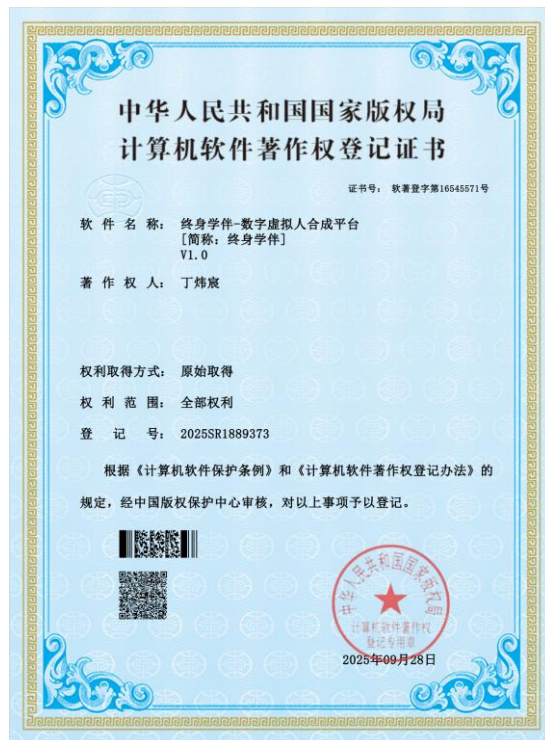 中华人民共和国国家版权局
计算机软件著作权登记证书
证书号： 软著登字第16545571号
软 件 名 称： 终身学伴-数字虚拟人合成平台
[简称：终身学伴]
V1.0
著 作 权 人： 丁炜宸
权利取得方式： 原始取得
权 利 范 围： 全部权利
登 记 号： 2025SR1889373
根据《计算机软件保护条例》和《计算机软件著作权登记办法》的
规定，经中国版权保护中心审核，对以上事项予以登记。
中华人民共和国国家版权局
计算机软件著作权
登记专用章
2025年09月28日